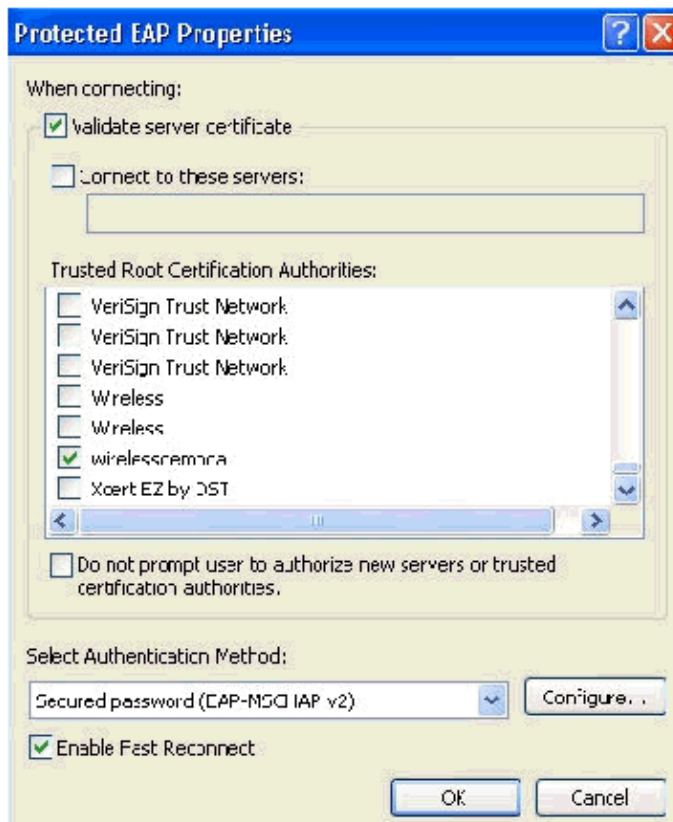 Protected EAP Properties
When connecting:
Validate server certificate
Connect to these servers:
Trusted Root Certification Authorities:
VeriSign Trust Network
VeriSign Trust Network
VeriSign Trust Network
Wireless
Wireless
wirelessdemoca
Xcert EZ by DST
Do not prompt user to authorize new servers or trusted
certification authorities.
Select Authentication Method:
Secured password (EAP-MSCHAP v2)
Configure...
Enable Fast Reconnect
OK
Cancel